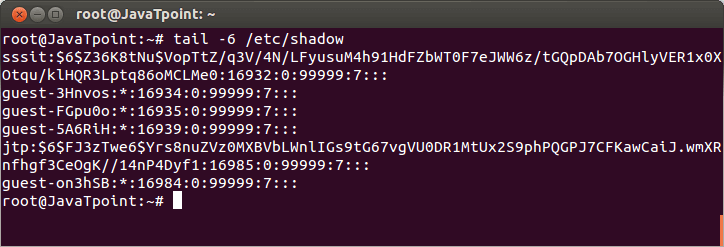 root@JavaTpoint: ~
root@JavaTpoint:~# tail -6 /etc/shadow
sssit:$6$Z36K8tNu$VopTtZ/q3V/4N/LFyusuM4h91HdFZbWT0F7eJWW6z/tGQpDAb7OGHlyVER1x0X
Otqu/klHQR3Lptq86oMCLMe0:16932:0:99999:7:::
guest-3Hnvos:*:16934:0:99999:7:::
guest-FGpu0o:*:16935:0:99999:7:::
guest-5A6RiH:*:16939:0:99999:7:::
jtp:$6$FJ3zTwe6$Yrs8nuZVz0MXBVbLWnlIGs9tG67vgVU0DR1MtUx2S9phPQGPJ7CFKawCaiJ.wmXR
nfhgf3CeOgK//14nP4Dyf1:16985:0:99999:7:::
guest-on3hSB:*:16984:0:99999:7:::
root@JavaTpoint:~#